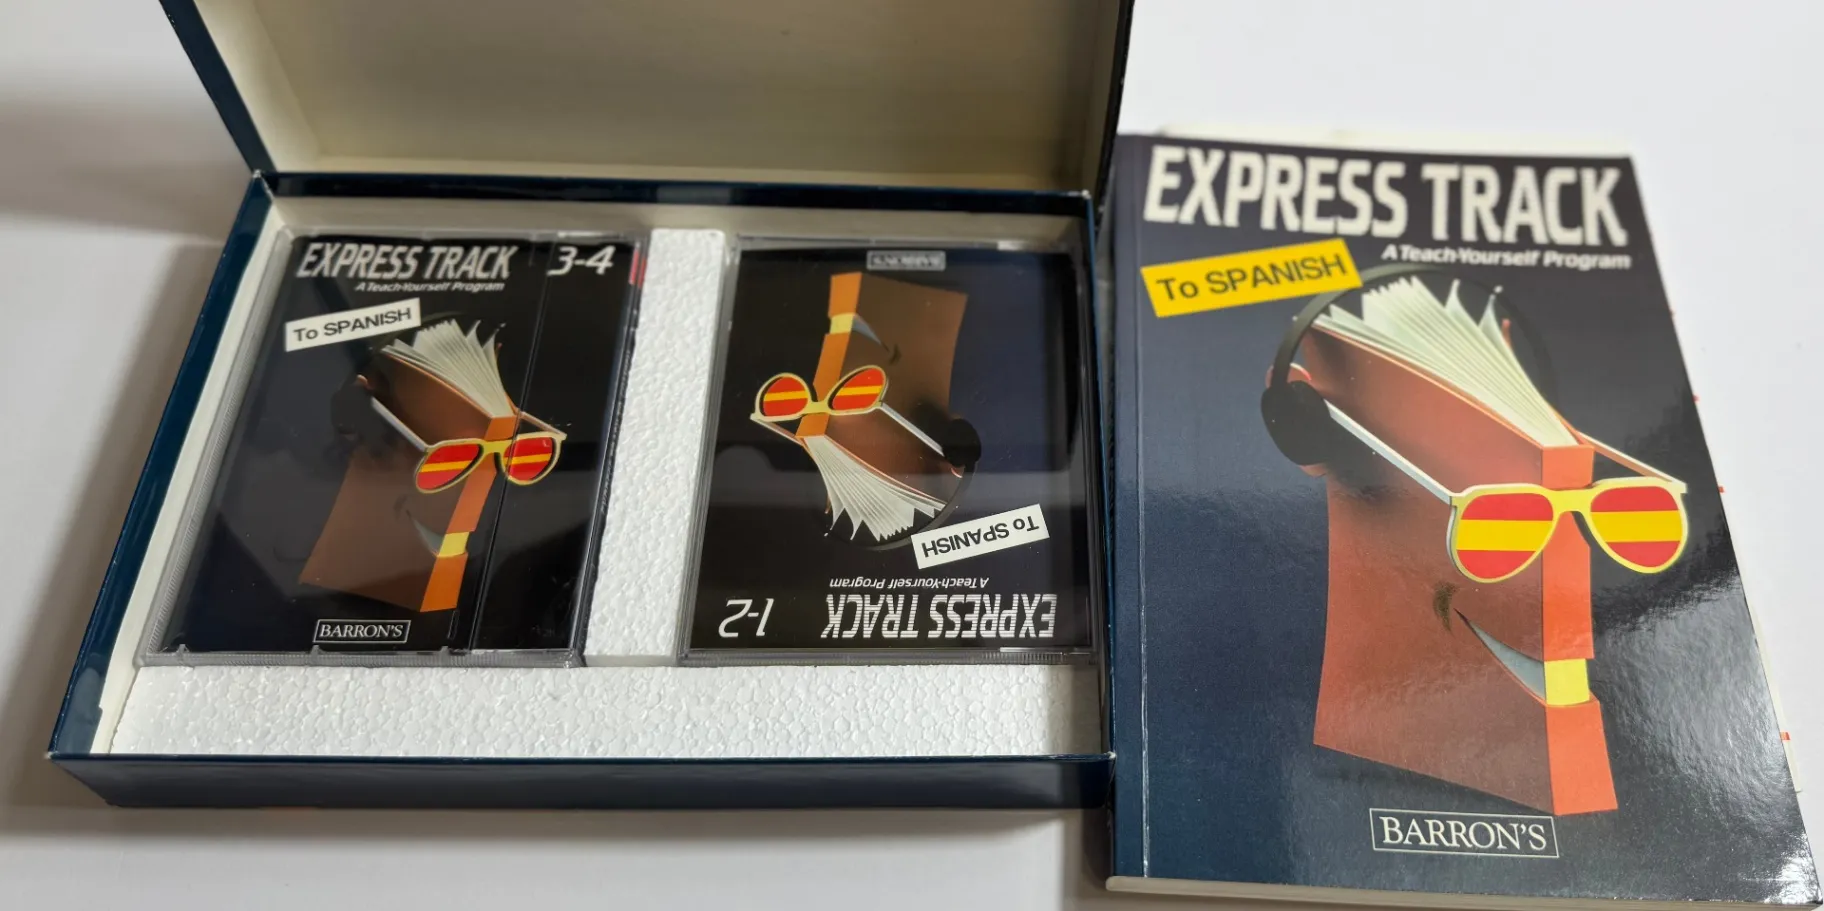 EXPRESS TRACK 3-4
A Teach-Yourself Program
To SPANISH
BARRON'S
BARRON'S
To SPANISH
A Teach-Yourself Program
EXPRESS TRACK 1-2
EXPRESS TRACK
A Teach-Yourself Program
To SPANISH
BARRON'S